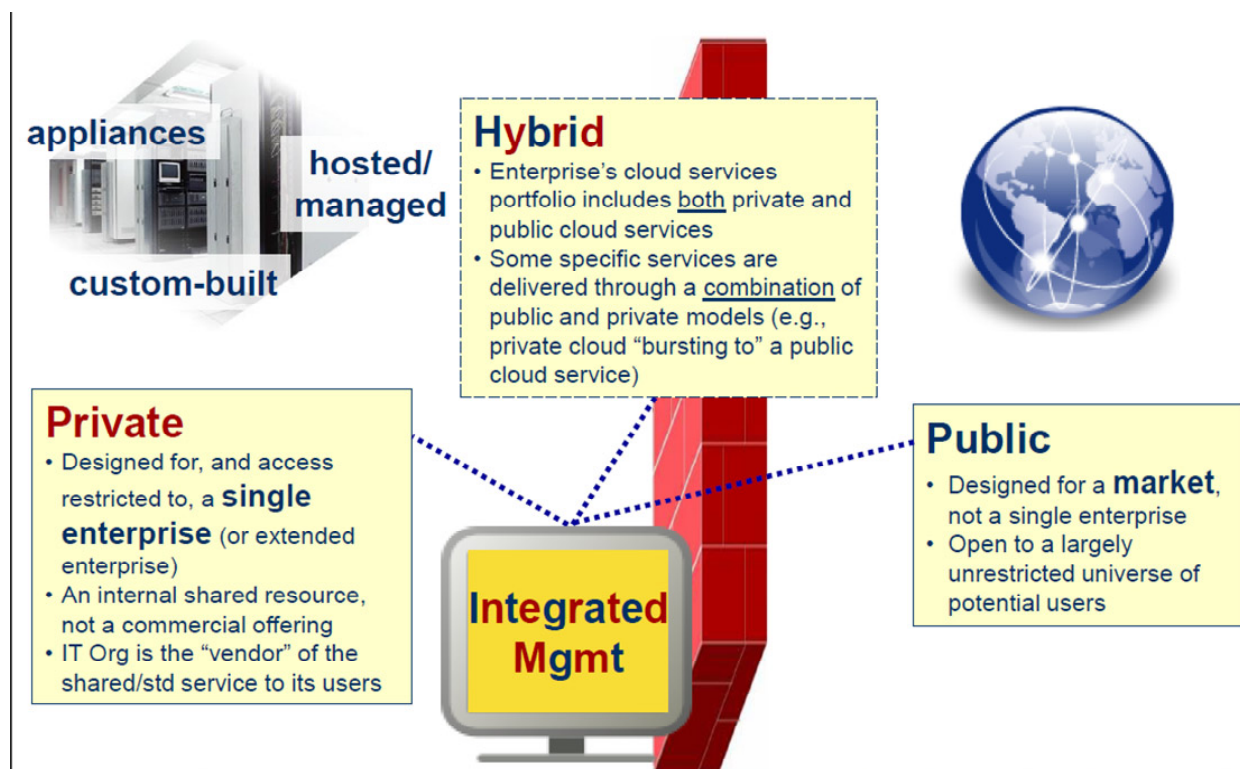 appliances
hosted/
managed
custom-built
Hybrid
• Enterprise's cloud services
portfolio includes both private and
public cloud services
• Some specific services are
delivered through a combination of
public and private models (e.g.,
private cloud “bursting to” a public
cloud service)
Private
• Designed for, and access
restricted to, a single
enterprise (or extended
enterprise)
• An internal shared resource,
not a commercial offering
• IT Org is the “vendor” of the
shared/std service to its users
Integrated
Mgmt
Public
• Designed for a market,
not a single enterprise
• Open to a largely
unrestricted universe of
potential users